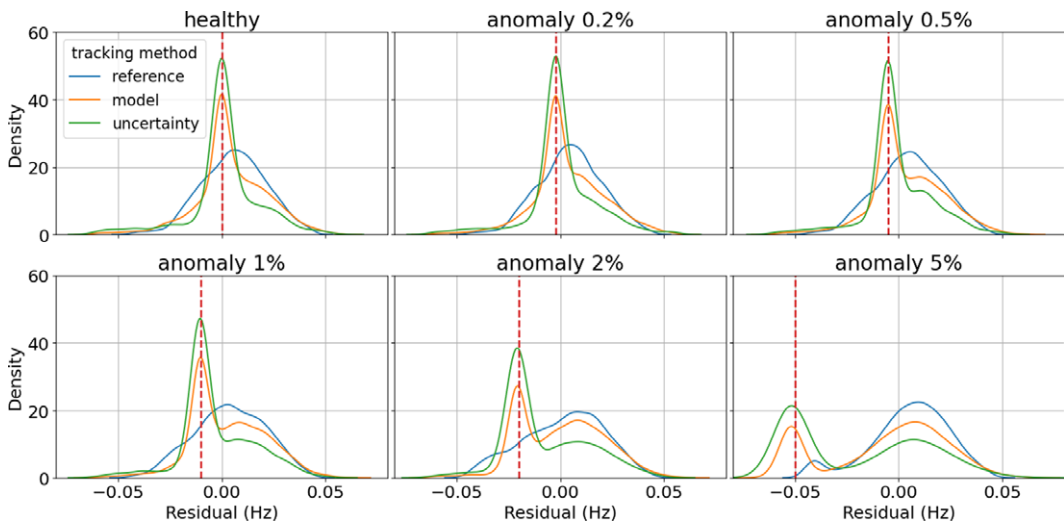 healthy
anomaly 0.2%
anomaly 0.5%
60
40
20
0
Density
tracking method
reference
model
uncertainty
anomaly 1%
anomaly 2%
anomaly 5%
60
40
20
0
Density
−0.05 0.00 0.05
−0.05 0.00 0.05
−0.05 0.00 0.05
Residual (Hz)
Residual (Hz)
Residual (Hz)